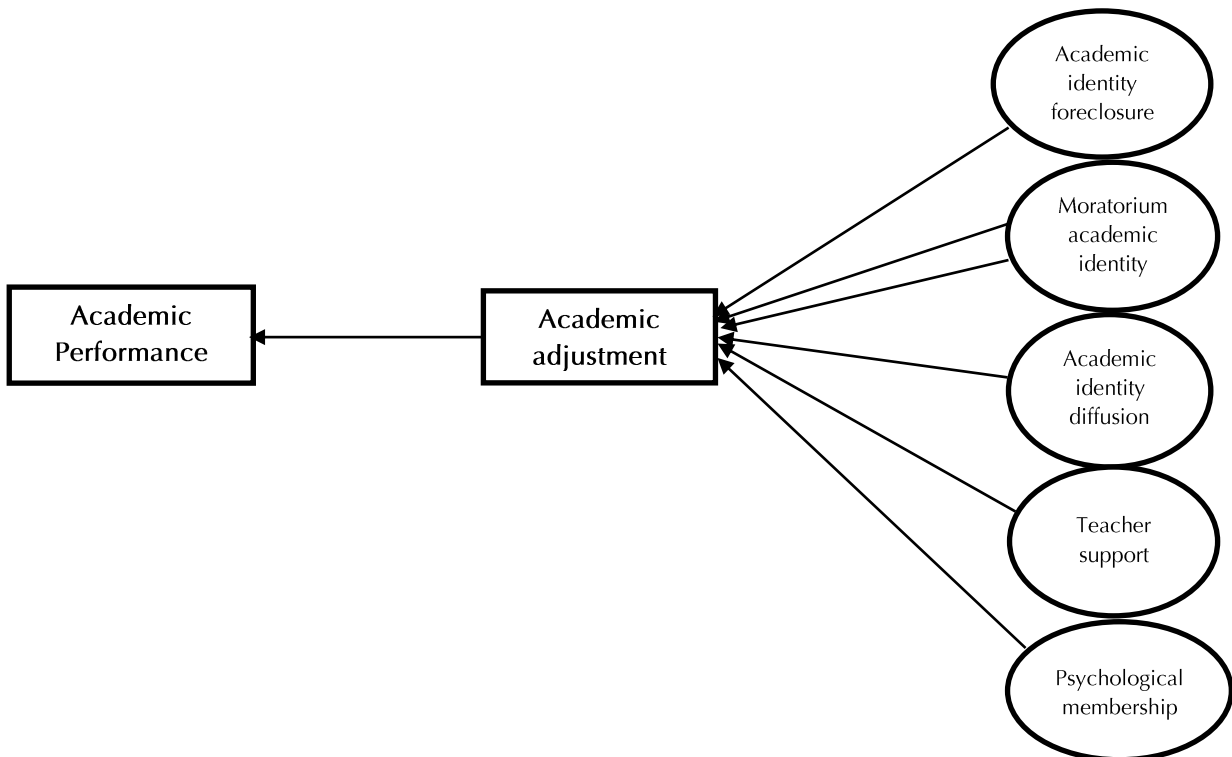 Academic
identity
foreclosure
Moratorium
academic
identity
Academic
Performance
Academic
adjustment
Academic
identity
diffusion
Teacher
support
Psychological
membership